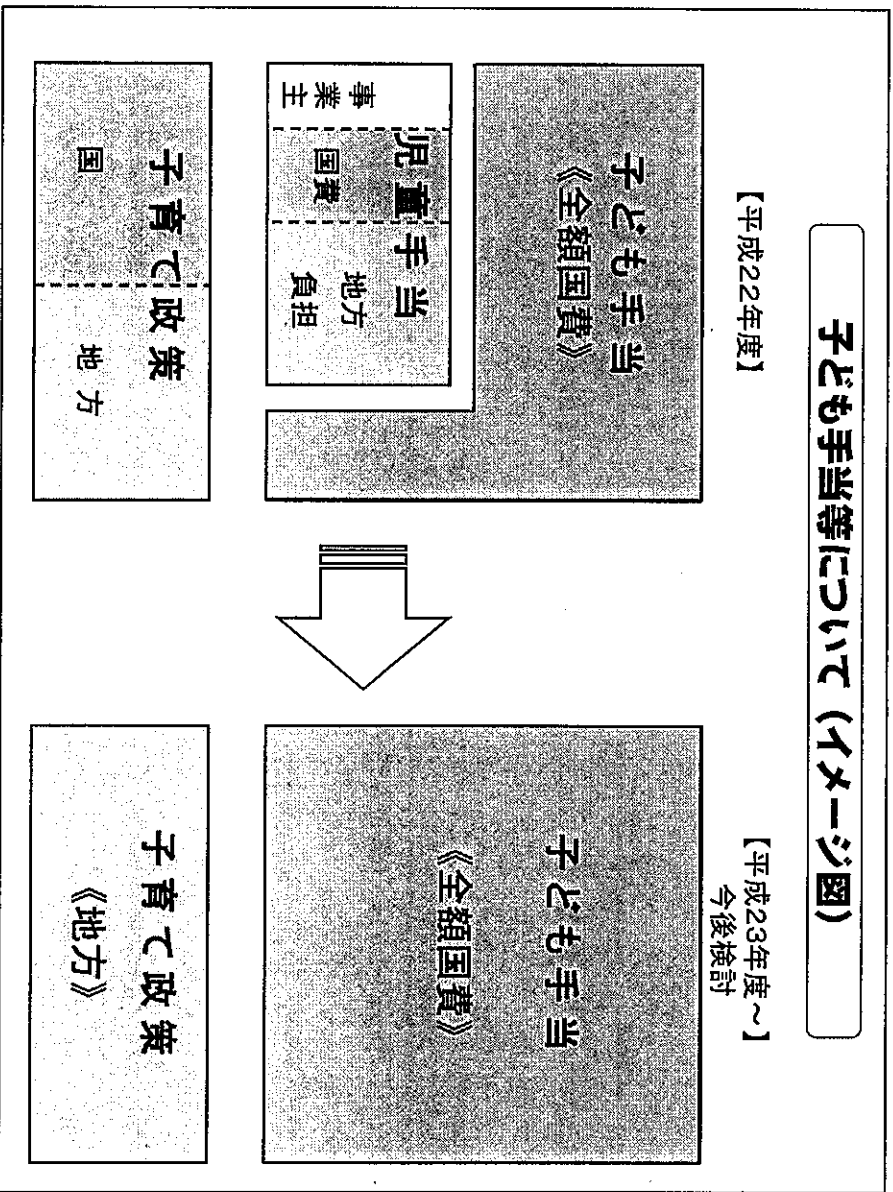 子ども手当等について（イメージ図）
【平成22年度】
子ども手当
《全額国費》
児童手当
事業主
国費
地方
負担
子育て政策
国
地方
【平成23年度～】
今後検討
子ども手当
《全額国費》
子育て政策
《地方》